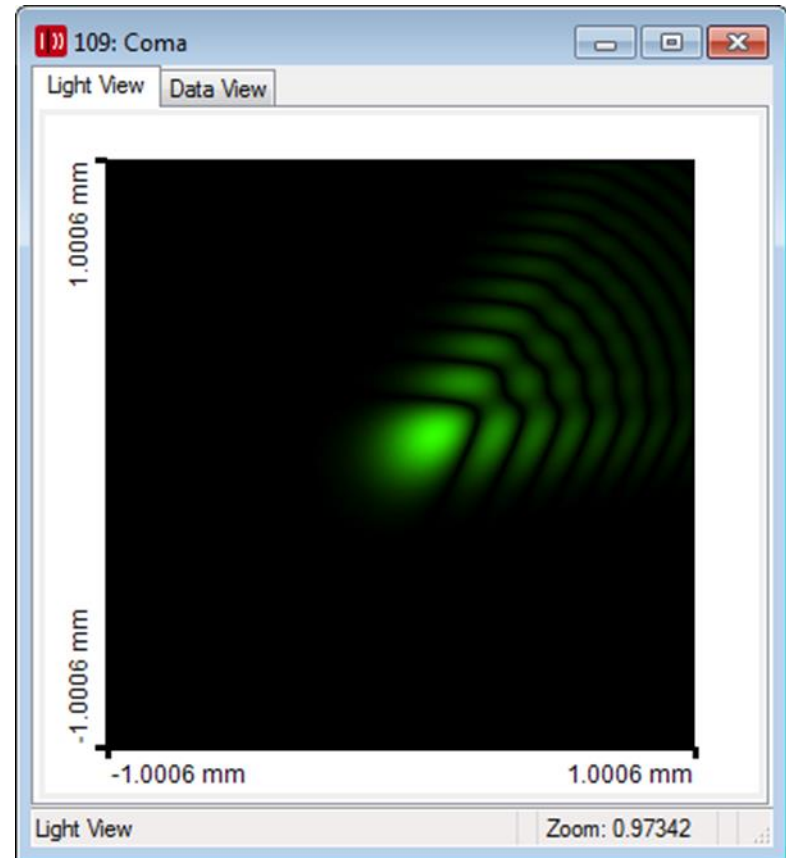 109: Coma
Light View Data View
1.0006 mm
-1.0006 mm
-1.0006 mm 1.0006 mm
Light View Zoom: 0.97342